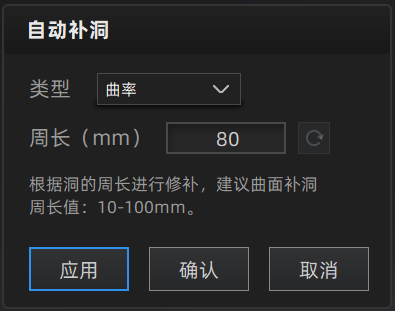 自动补洞
类型 曲率
周长（mm） 80
根据洞的周长进行修补，建议曲面补洞
周长值：10-100mm。
应用 确认 取消